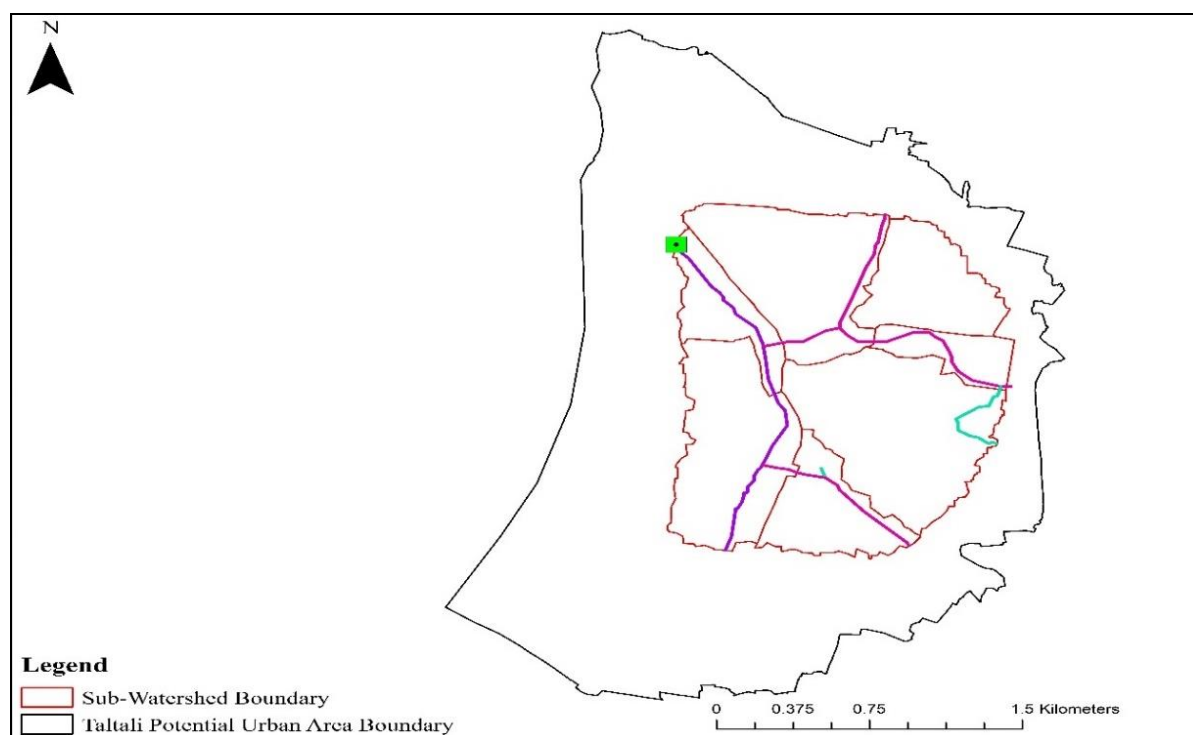 N
Legend
Sub-Watershed Boundary
Taltali Potential Urban Area Boundary
0 0.375 0.75 1.5 Kilometers